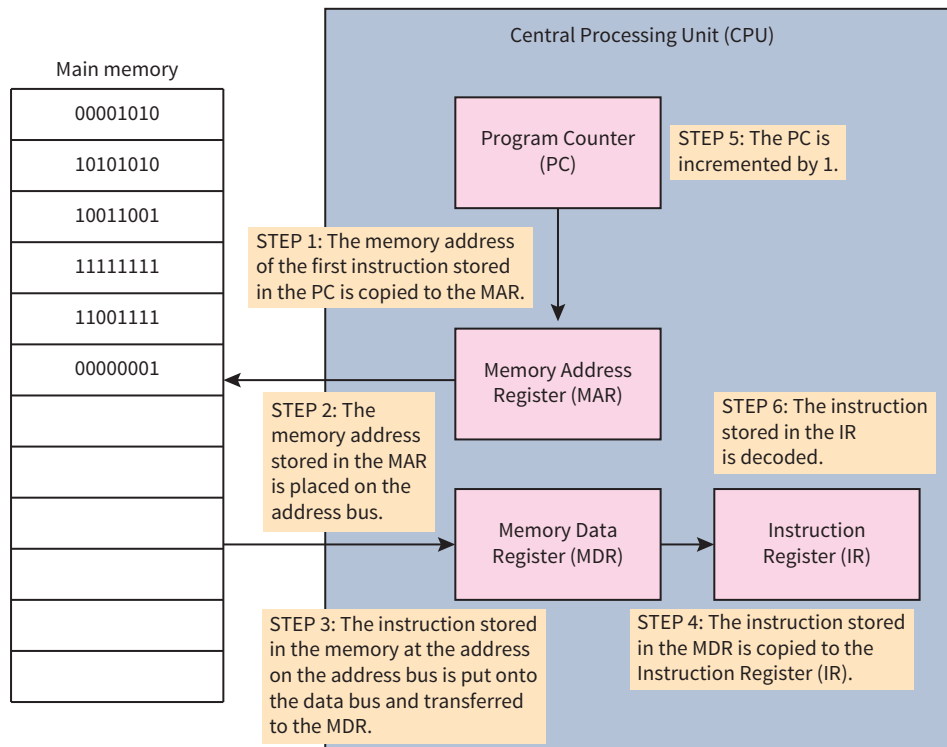 Central Processing Unit (CPU)
Main memory
00001010
10101010
10011001
11111111
11001111
00000001
Program Counter
(PC)
STEP 5: The PC is
incremented by 1.
STEP 1: The memory address
of the first instruction stored
in the PC is copied to the MAR.
Memory Address
Register (MAR)
STEP 2: The
memory address
stored in the MAR
is placed on the
address bus.
STEP 6: The instruction
stored in the IR
is decoded.
Memory Data
Register (MDR)
Instruction
Register (IR)
STEP 3: The instruction stored
in the memory at the address
on the address bus is put onto
the data bus and transferred
to the MDR.
STEP 4: The instruction stored
in the MDR is copied to the
Instruction Register (IR).